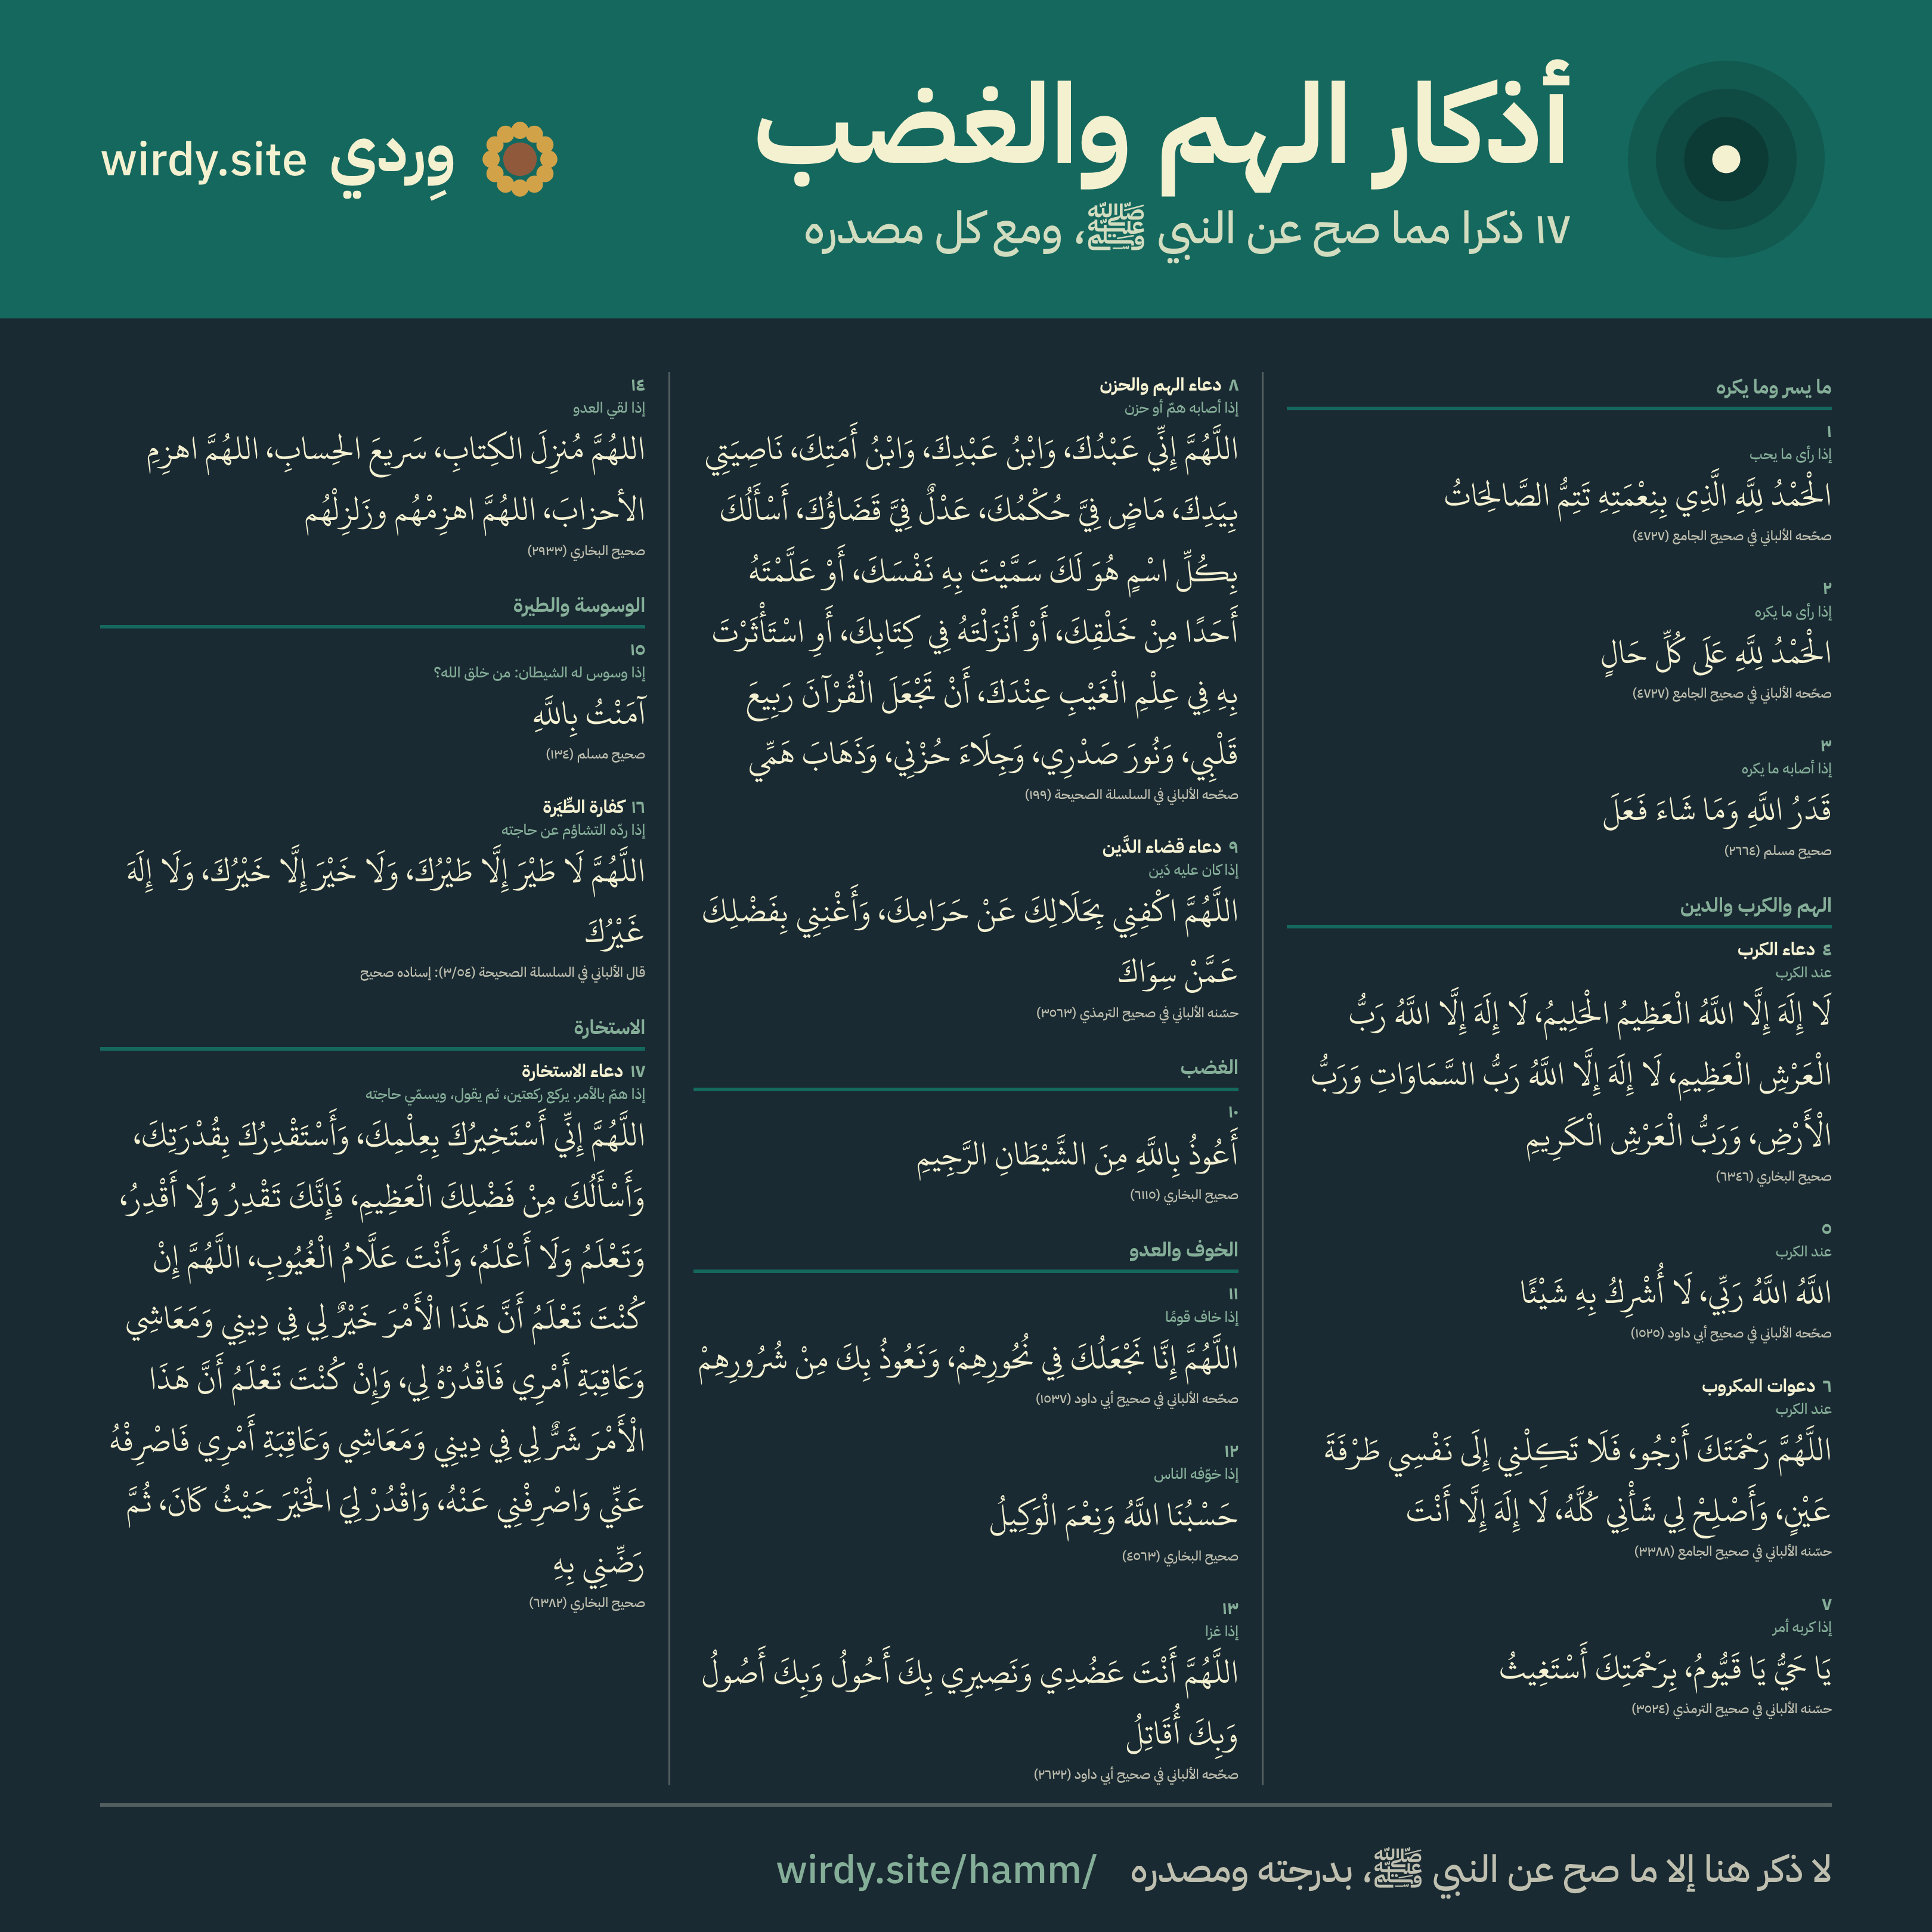 أذكار الهم والغضب
١٧ ذكرا مما صح عن النبي ﷺ، ومع كل مصدره
وِردي wirdy.site
ما يسر وما يكره
١
إذا رأى ما يحب
الْحَمْدُ لِلَّهِ الَّذِي بِنِعْمَتِهِ تَتِمُّ الصَّالِحَاتُ
صحّحه الألباني في صحيح الجامع (٤٧٢٧)
٢
إذا رأى ما يكره
الْحَمْدُ لِلَّهِ عَلَى كُلِّ حَالٍ
صحّحه الألباني في صحيح الجامع (٤٧٢٧)
٣
إذا أصابه ما يكره
قَدَرُ اللَّهِ وَمَا شَاءَ فَعَلَ
صحيح مسلم (٢٦٦٤)
الهم والكرب والدين
٤ دعاء الكرب
عند الكرب
لَا إِلَهَ إِلَّا اللَّهُ الْعَظِيمُ الْحَلِيمُ، لَا إِلَهَ إِلَّا اللَّهُ رَبُّ
الْعَرْشِ الْعَظِيمِ، لَا إِلَهَ إِلَّا اللَّهُ رَبُّ السَّمَاوَاتِ وَرَبُّ
الْأَرْضِ، وَرَبُّ الْعَرْشِ الْكَرِيمِ
صحيح البخاري (٦٣٤٦)
٥
عند الكرب
اللَّهُ اللَّهُ رَبِّي، لَا أُشْرِكُ بِهِ شَيْئًا
صحّحه الألباني في صحيح أبي داود (١٥٢٥)
٦ دعوات المكروب
عند الكرب
اللَّهُمَّ رَحْمَتَكَ أَرْجُو، فَلَا تَكِلْنِي إِلَى نَفْسِي طَرْفَةَ
عَيْنٍ، وَأَصْلِحْ لِي شَأْنِي كُلَّهُ، لَا إِلَهَ إِلَّا أَنْتَ
حسّنه الألباني في صحيح الجامع (٣٣٨٨)
٧
إذا كربه أمر
يَا حَيُّ يَا قَيُّومُ، بِرَحْمَتِكَ أَسْتَغِيثُ
حسّنه الألباني في صحيح الترمذي (٣٥٢٤)
٨ دعاء الهم والحزن
إذا أصابه همّ أو حزن
اللَّهُمَّ إِنِّي عَبْدُكَ، وَابْنُ عَبْدِكَ، وَابْنُ أَمَتِكَ، نَاصِيَتِي
بِيَدِكَ، مَاضٍ فِيَّ حُكْمُكَ، عَدْلٌ فِيَّ قَضَاؤُكَ، أَسْأَلُكَ
بِكُلِّ اسْمٍ هُوَ لَكَ سَمَّيْتَ بِهِ نَفْسَكَ، أَوْ عَلَّمْتَهُ
أَحَدًا مِنْ خَلْقِكَ، أَوْ أَنْزَلْتَهُ فِي كِتَابِكَ، أَوِ اسْتَأْثَرْتَ
بِهِ فِي عِلْمِ الْغَيْبِ عِنْدَكَ، أَنْ تَجْعَلَ الْقُرْآنَ رَبِيعَ
قَلْبِي، وَنُورَ صَدْرِي، وَجِلَاءَ حُزْنِي، وَذَهَابَ هَمِّي
صحّحه الألباني في السلسلة الصحيحة (١٩٩)
٩ دعاء قضاء الدَّين
إذا كان عليه دَين
اللَّهُمَّ اكْفِنِي بِحَلَالِكَ عَنْ حَرَامِكَ، وَأَغْنِنِي بِفَضْلِكَ
عَمَّنْ سِوَاكَ
حسّنه الألباني في صحيح الترمذي (٣٥٦٣)
الغضب
١٠
أَعُوذُ بِاللَّهِ مِنَ الشَّيْطَانِ الرَّجِيمِ
صحيح البخاري (٦١١٥)
الخوف والعدو
١١
إذا خاف قومًا
اللَّهُمَّ إِنَّا نَجْعَلُكَ فِي نُحُورِهِمْ، وَنَعُوذُ بِكَ مِنْ شُرُورِهِمْ
صحّحه الألباني في صحيح أبي داود (١٥٣٧)
١٢
إذا خوّفه الناس
حَسْبُنَا اللَّهُ وَنِعْمَ الْوَكِيلُ
صحيح البخاري (٤٥٦٣)
١٣
إذا غزا
اللَّهُمَّ أَنْتَ عَضُدِي وَنَصِيرِي بِكَ أَحُولُ وَبِكَ أَصُولُ
وَبِكَ أُقَاتِلُ
صحّحه الألباني في صحيح أبي داود (٢٦٣٢)
١٤
إذا لقي العدو
اللهُمَّ مُنزِلَ الكِتابِ، سَريعَ الحِسابِ، اللهُمَّ اهزِمِ
الأحزابَ، اللهُمَّ اهزِمْهُم وزَلزِلْهُم
صحيح البخاري (٢٩٣٣)
الوسوسة والطيرة
١٥
إذا وسوس له الشيطان: من خلق الله؟
آمَنْتُ بِاللَّهِ
صحيح مسلم (١٣٤)
١٦ كفارة الطِّيَرة
إذا ردّه التشاؤم عن حاجته
اللَّهُمَّ لَا طَيْرَ إِلَّا طَيْرُكَ، وَلَا خَيْرَ إِلَّا خَيْرُكَ، وَلَا إِلَهَ
غَيْرُكَ
قال الألباني في السلسلة الصحيحة (٣/٥٤): إسناده صحيح
الاستخارة
١٧ دعاء الاستخارة
إذا همّ بالأمر. يركع ركعتين، ثم يقول، ويسمّي حاجته
اللَّهُمَّ إِنِّي أَسْتَخِيرُكَ بِعِلْمِكَ، وَأَسْتَقْدِرُكَ بِقُدْرَتِكَ،
وَأَسْأَلُكَ مِنْ فَضْلِكَ الْعَظِيمِ، فَإِنَّكَ تَقْدِرُ وَلَا أَقْدِرُ،
وَتَعْلَمُ وَلَا أَعْلَمُ، وَأَنْتَ عَلَّامُ الْغُيُوبِ، اللَّهُمَّ إِنْ
كُنْتَ تَعْلَمُ أَنَّ هَذَا الْأَمْرَ خَيْرٌ لِي فِي دِينِي وَمَعَاشِي
وَعَاقِبَةِ أَمْرِي فَاقْدُرْهُ لِي، وَإِنْ كُنْتَ تَعْلَمُ أَنَّ هَذَا
الْأَمْرَ شَرٌّ لِي فِي دِينِي وَمَعَاشِي وَعَاقِبَةِ أَمْرِي فَاصْرِفْهُ
عَنِّي وَاصْرِفْنِي عَنْهُ، وَاقْدُرْ لِيَ الْخَيْرَ حَيْثُ كَانَ، ثُمَّ
رَضِّنِي بِهِ
صحيح البخاري (٦٣٨٢)
لا ذكر هنا إلا ما صح عن النبي ﷺ، بدرجته ومصدره wirdy.site/hamm/